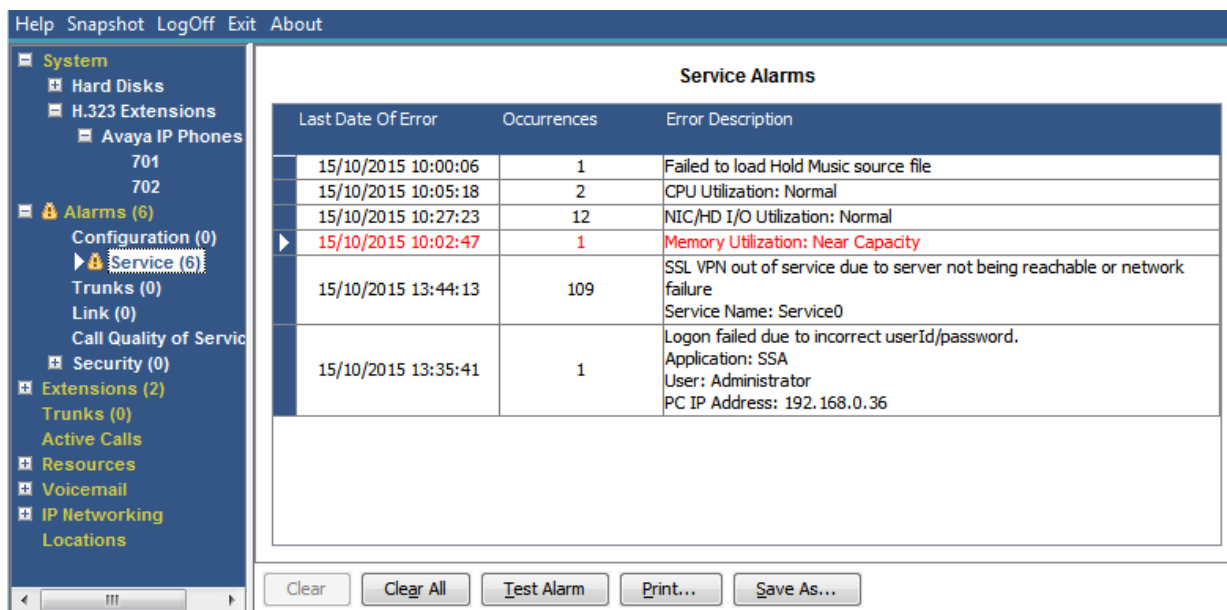 Help Snapshot LogOff Exit About
System
Hard Disks
H.323 Extensions
Avaya IP Phones
701
702
Alarms (6)
Configuration (0)
Service (6)
Trunks (0)
Link (0)
Call Quality of Servic
Security (0)
Extensions (2)
Trunks (0)
Active Calls
Resources
Voicemail
IP Networking
Locations
Service Alarms
Last Date Of Error Occurrences Error Description
15/10/2015 10:00:06 1 Failed to load Hold Music source file
15/10/2015 10:05:18 2 CPU Utilization: Normal
15/10/2015 10:27:23 12 NIC/HD I/O Utilization: Normal
15/10/2015 10:02:47 1 Memory Utilization: Near Capacity
15/10/2015 13:44:13 109 SSL VPN out of service due to server not being reachable or network
failure
Service Name: Service0
15/10/2015 13:35:41 1 Logon failed due to incorrect userId/password.
Application: SSA
User: Administrator
PC IP Address: 192.168.0.36
Clear Clear All Test Alarm Print... Save As...